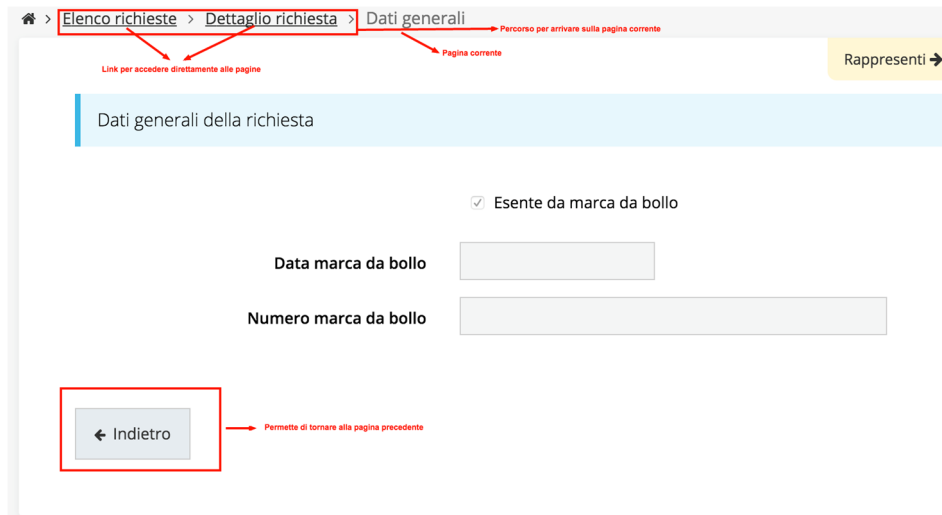 > Elenco richieste > Dettaglio richiesta > Dati generali
Percorso per arrivare sulla pagina corrente
Pagina corrente
Link per accedere direttamente alle pagine
Rappresenti →
Dati generali della richiesta
Esente da marca da bollo
Data marca da bollo
Numero marca da bollo
← Indietro
Permette di tornare alla pagina precedente